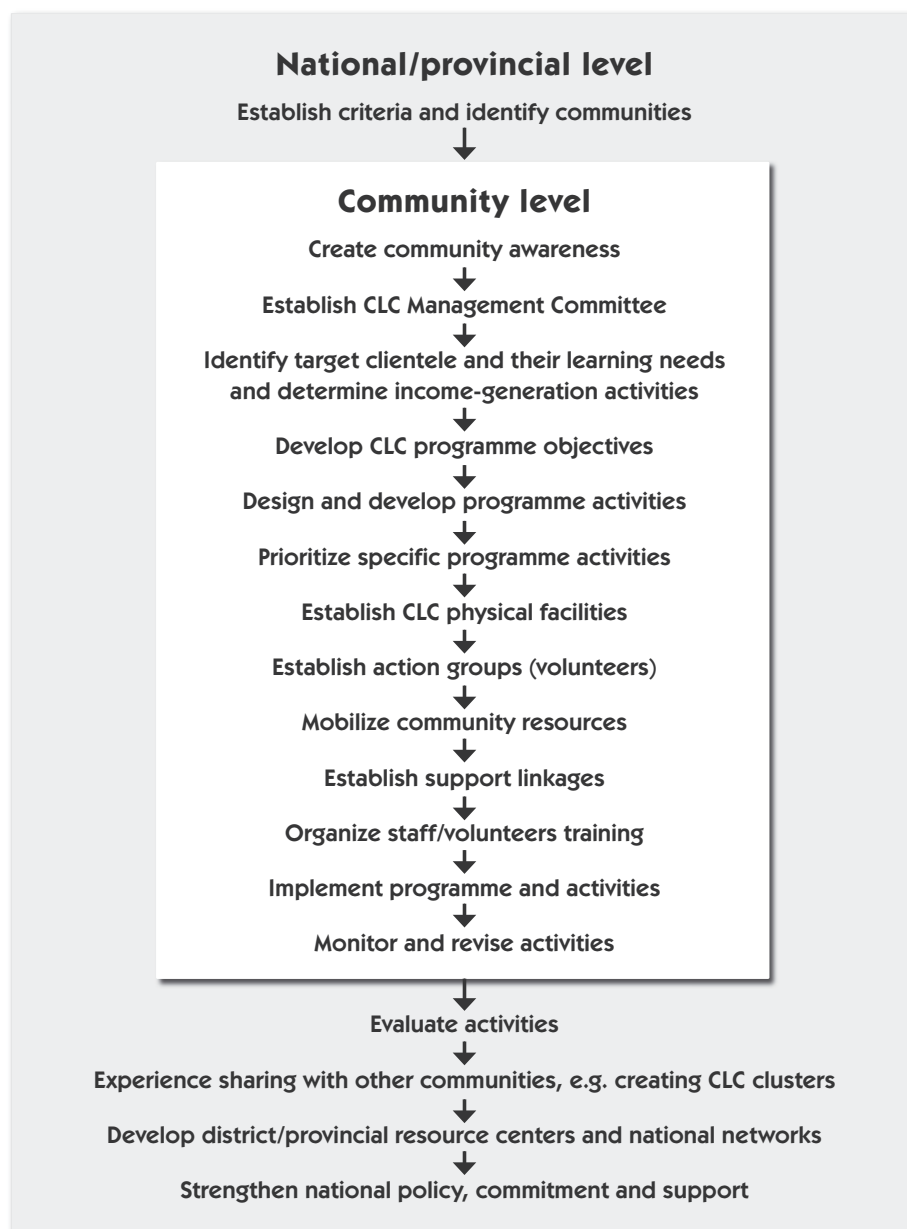 National/provincial level
Establish criteria and identify communities
Community level
Create community awareness
Establish CLC Management Committee
Identify target clientele and their learning needs
and determine income-generation activities
Develop CLC programme objectives
Design and develop programme activities
Prioritize specific programme activities
Establish CLC physical facilities
Establish action groups (volunteers)
Mobilize community resources
Establish support linkages
Organize staff/volunteers training
Implement programme and activities
Monitor and revise activities
Evaluate activities
Experience sharing with other communities, e.g. creating CLC clusters
Develop district/provincial resource centers and national networks
Strengthen national policy, commitment and support